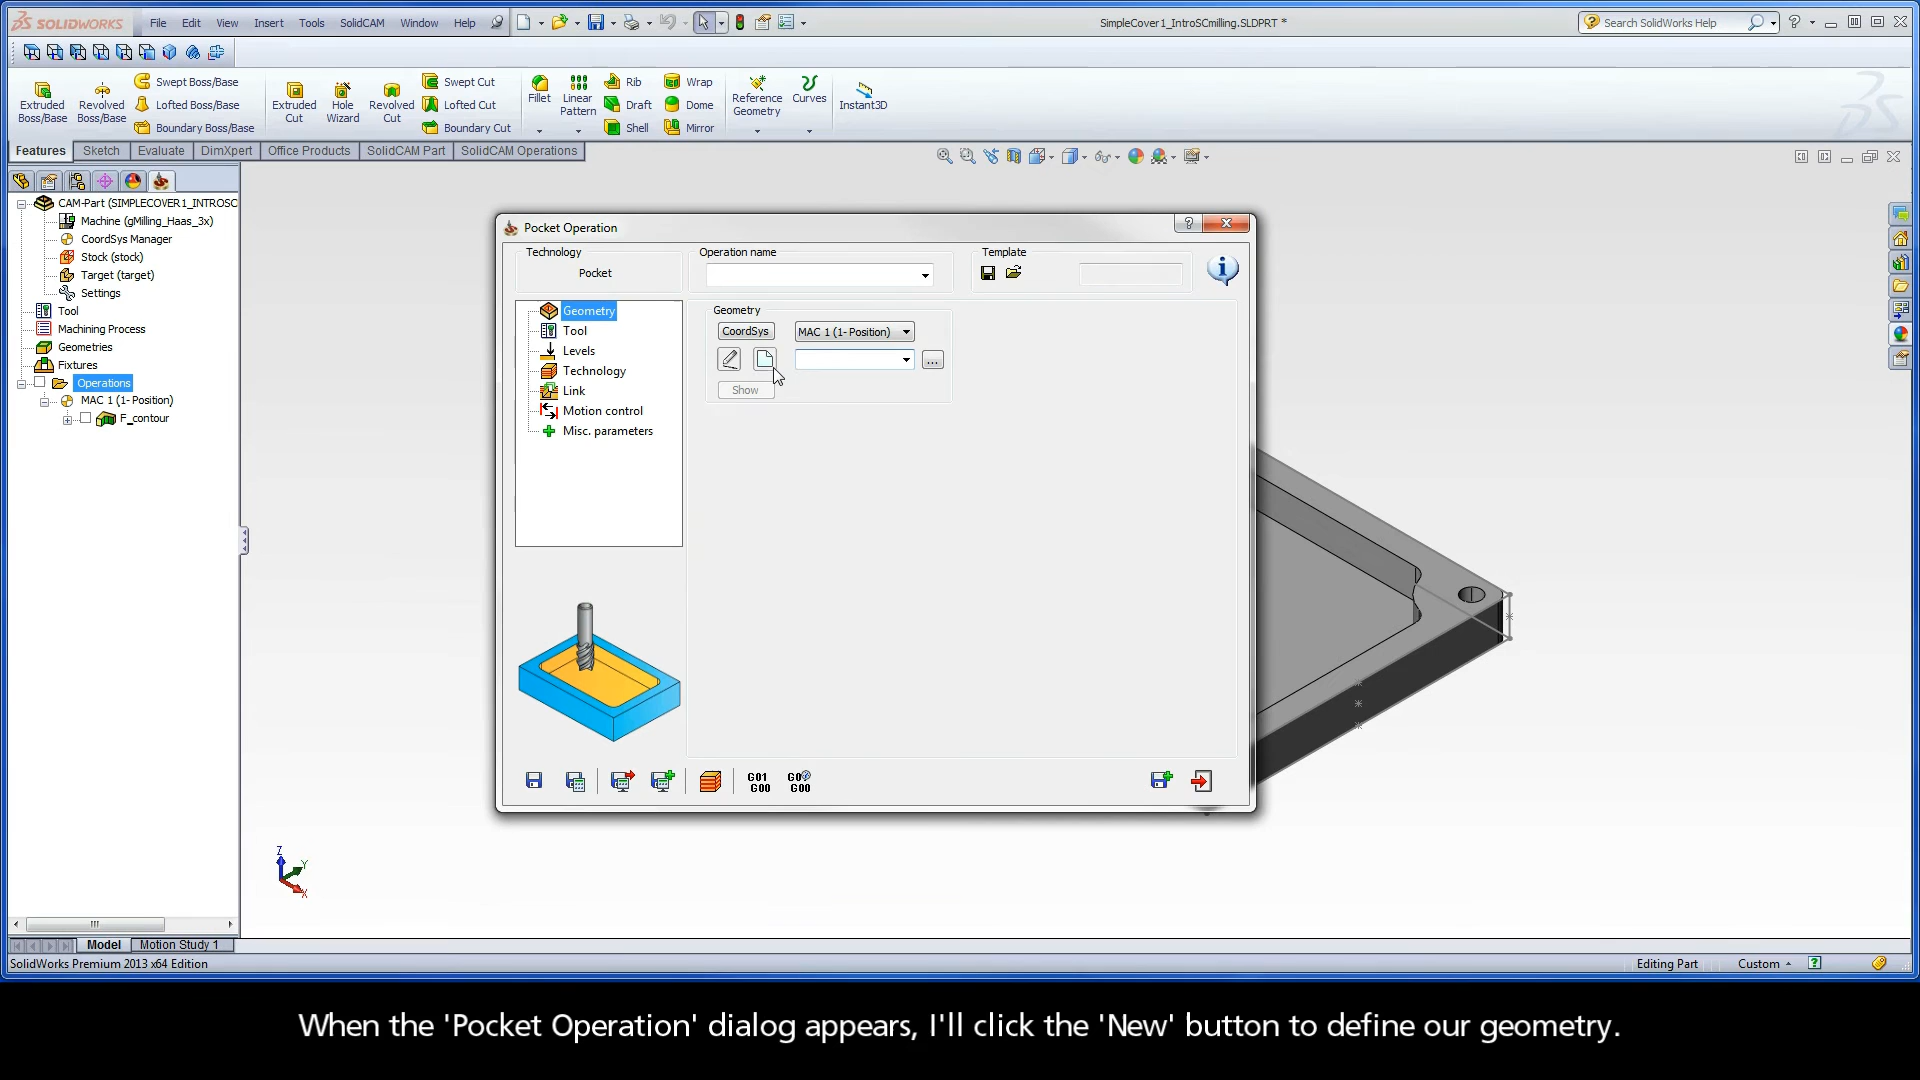 SOLIDWORKS File Edit View Insert Tools SolidCAM Window Help SimpleCover1_IntroSCmilling.SLDPRT * Search SolidWorks Help
Extruded Boss/Base
Revolved Boss/Base
Swept Boss/Base
Lofted Boss/Base
Boundary Boss/Base
Extruded Cut
Hole Wizard
Revolved Cut
Swept Cut
Lofted Cut
Boundary Cut
Fillet
Linear Pattern
Rib
Draft
Shell
Wrap
Dome
Mirror
Reference Geometry
Curves
Instant3D
Features Sketch Evaluate DimXpert Office Products SolidCAM Part SolidCAM Operations
CAM-Part (SIMPLECOVER1_INTROSC
Machine (gMilling_Haas_3x)
CoordSys Manager
Stock (stock)
Target (target)
Settings
Tool
Machining Process
Geometries
Fixtures
Operations
MAC 1 (1- Position)
F_contour
Pocket Operation
Technology
Pocket
Operation name
Template
Geometry
Tool
Levels
Technology
Link
Motion control
Misc. parameters
Geometry
CoordSys MAC 1 (1- Position)
...
Show
G01 G00
G0 G00
Z
Y
X
Model Motion Study 1
SolidWorks Premium 2013 x64 Edition Editing Part Custom
When the 'Pocket Operation' dialog appears, I'll click the 'New' button to define our geometry.